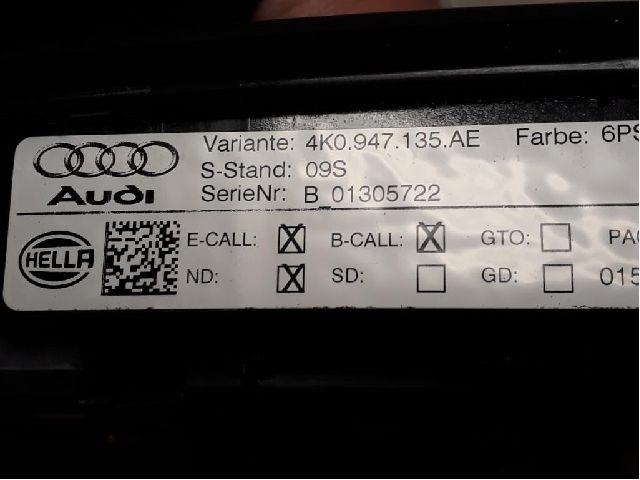 Variante: 4K0.947.135.AE Farbe: 6PS
S-Stand: 09S
Audi
SerieNr: B 01305722
HELLA
E-CALL: X B-CALL: X GTO:
ND: X SD: GD: 015